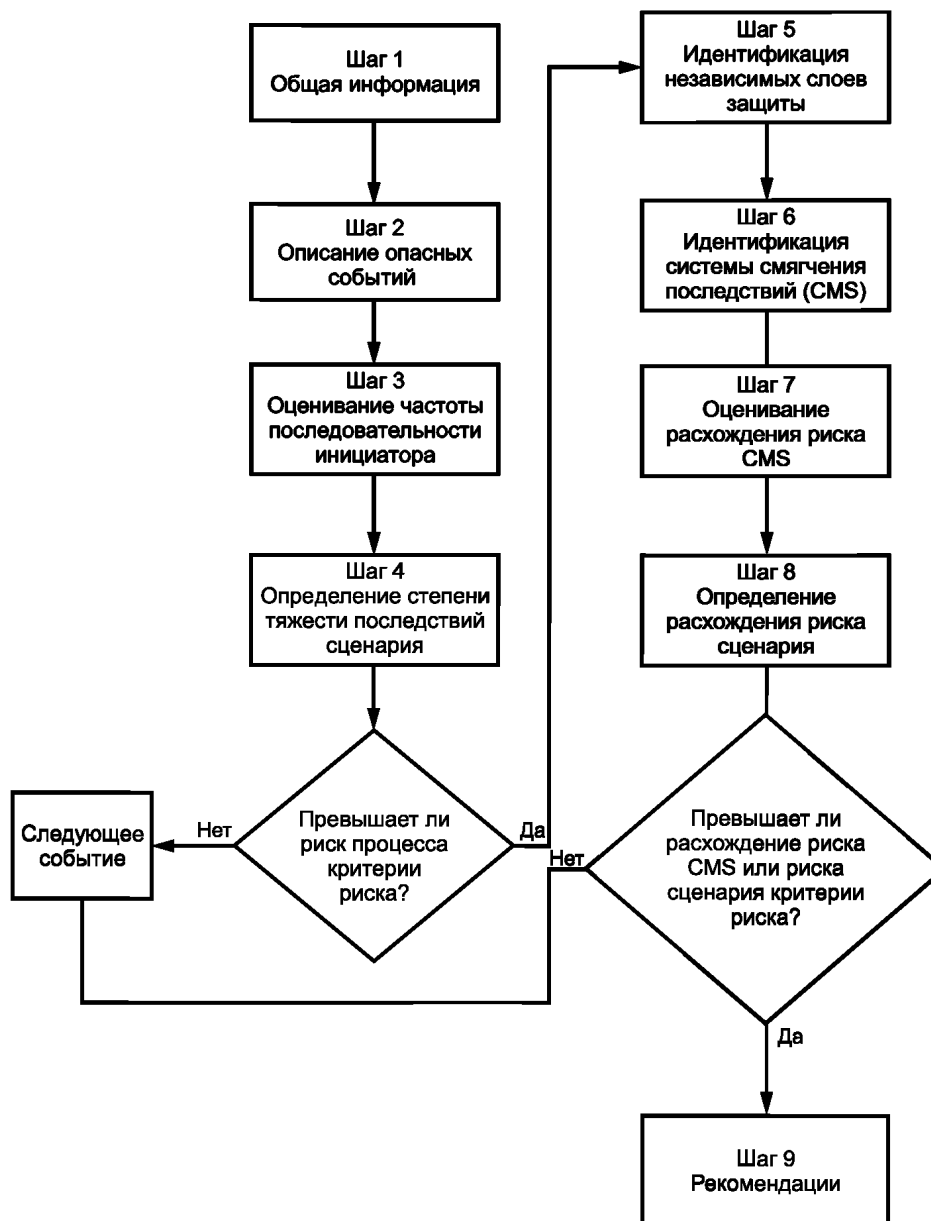 Шаг 1
Общая информация
Шаг 2
Описание опасных
событий
Шаг 3
Оценивание частоты
последовательности
инициатора
Шаг 4
Определение степени
тяжести последствий
сценария
Превышает ли
риск процесса
критерии
риска?
Нет
Да
Следующее
событие
Шаг 5
Идентификация
независимых слоев
защиты
Шаг 6
Идентификация
системы смягчения
последствий (CMS)
Шаг 7
Оценивание
расхождения риска
CMS
Шаг 8
Определение
расхождения риска
сценария
Превышает ли
расхождение риска
CMS или риска
сценария критерии
риска?
Нет
Да
Шаг 9
Рекомендации